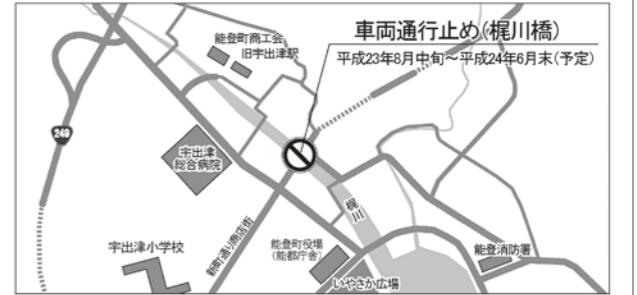 車両通行止め(梶川橋)
平成23年8月中旬～平成24年6月末(予定)
能登町商工会
旧宇出津駅
249
宇出津
総合病院
梶川
新町通り商店街
宇出津小学校
能登町役場
(能都庁舎)
いやさか広場
能登消防署